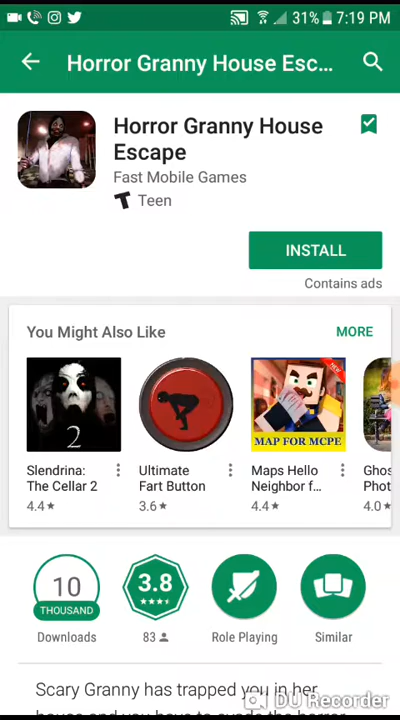 31% 7:19 PM
Horror Granny House Esc...
Horror Granny House
Escape
Fast Mobile Games
T Teen
INSTALL
Contains ads
You Might Also Like
MORE
2
NEW
MAP FOR MCPE
Slendrina:
The Cellar 2
4.4★
Ultimate
Fart Button
3.6★
Maps Hello
Neighbor f...
4.4★
Ghos
Phot
4.0★
10
THOUSAND
Downloads
3.8
83
Role Playing
Similar
Scary Granny has trapped you in her
DU Recorder